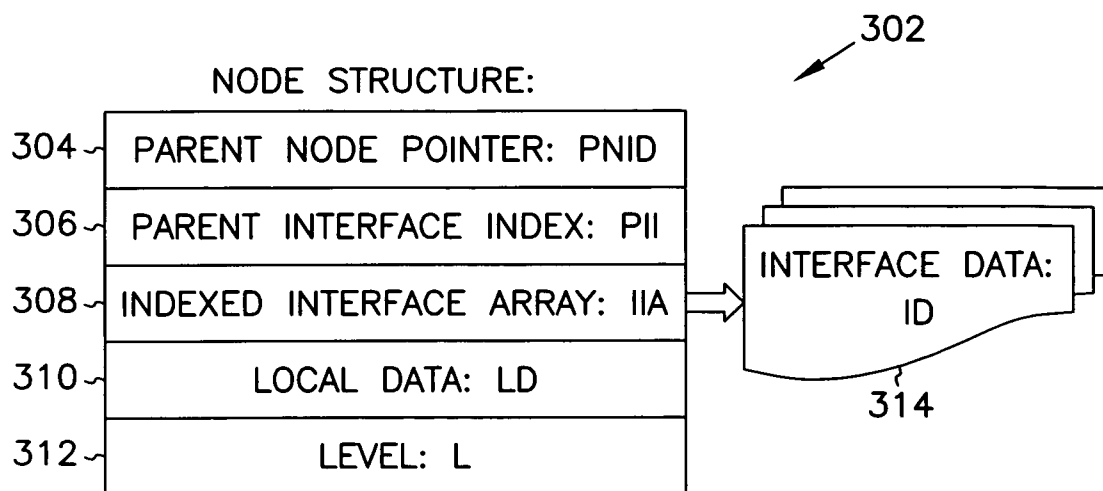 302
NODE STRUCTURE:
304
PARENT NODE POINTER: PNID
306
PARENT INTERFACE INDEX: PII
308
INDEXED INTERFACE ARRAY: IIA
INTERFACE DATA:
ID
310
LOCAL DATA: LD
314
312
LEVEL: L